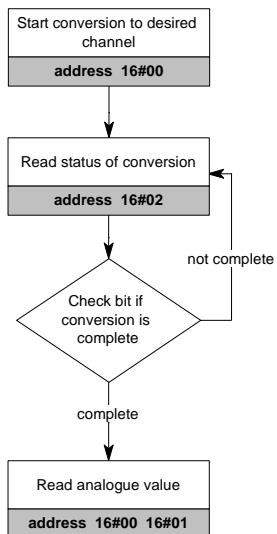 Start conversion to desired
channel
address 16#00
Read status of conversion
address 16#02
not complete
Check bit if
conversion is
complete
complete
Read analogue value
address 16#00 16#01